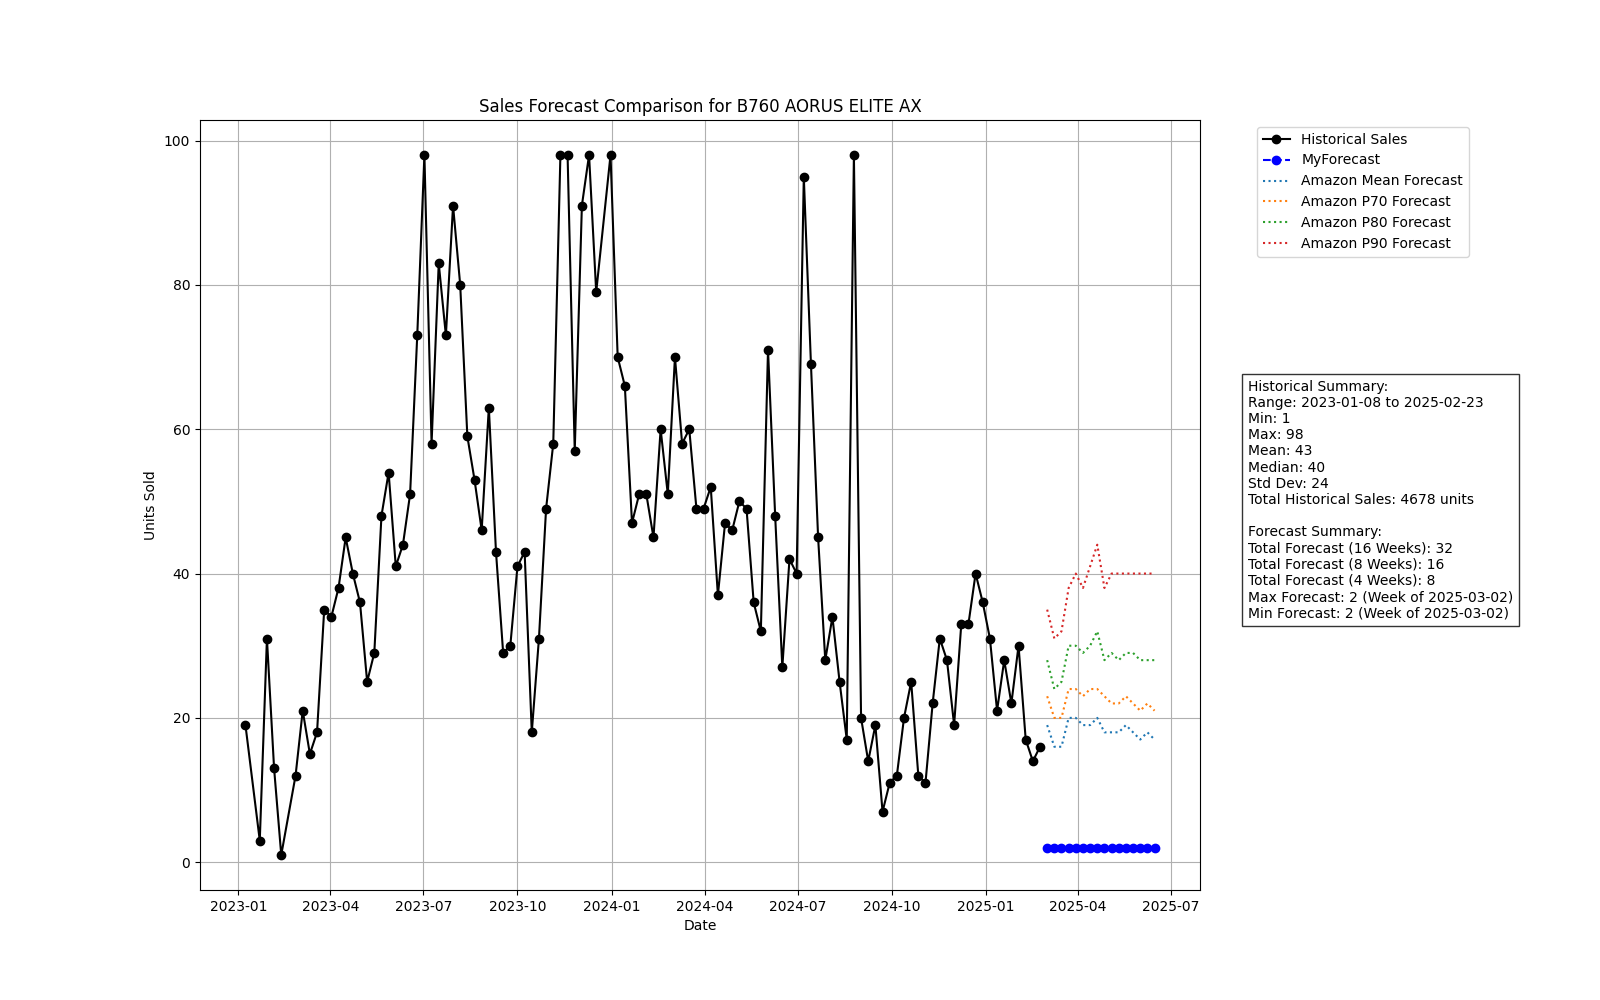 Sales Forecast Comparison for B760 AORUS ELITE AX
100
80
60
40
20
0
Units Sold
2023-01
2023-04
2023-07
2023-10
2024-01
2024-04
2024-07
2024-10
2025-01
2025-04
2025-07
Date
Historical Sales
MyForecast
Amazon Mean Forecast
Amazon P70 Forecast
Amazon P80 Forecast
Amazon P90 Forecast
Historical Summary:
Range: 2023-01-08 to 2025-02-23
Min: 1
Max: 98
Mean: 43
Median: 40
Std Dev: 24
Total Historical Sales: 4678 units
Forecast Summary:
Total Forecast (16 Weeks): 32
Total Forecast (8 Weeks): 16
Total Forecast (4 Weeks): 8
Max Forecast: 2 (Week of 2025-03-02)
Min Forecast: 2 (Week of 2025-03-02)